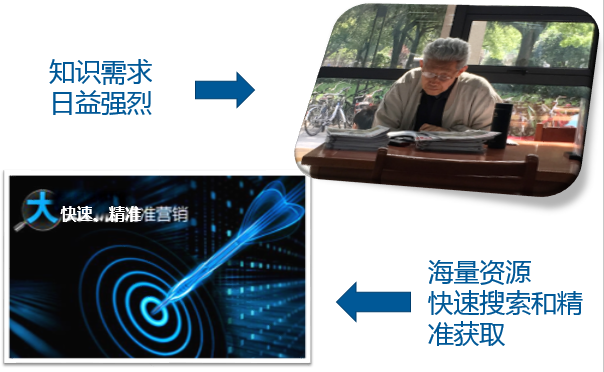 知识需求
日益强烈
大 快速，精准准营销
海量资源
快速搜索和精
准获取